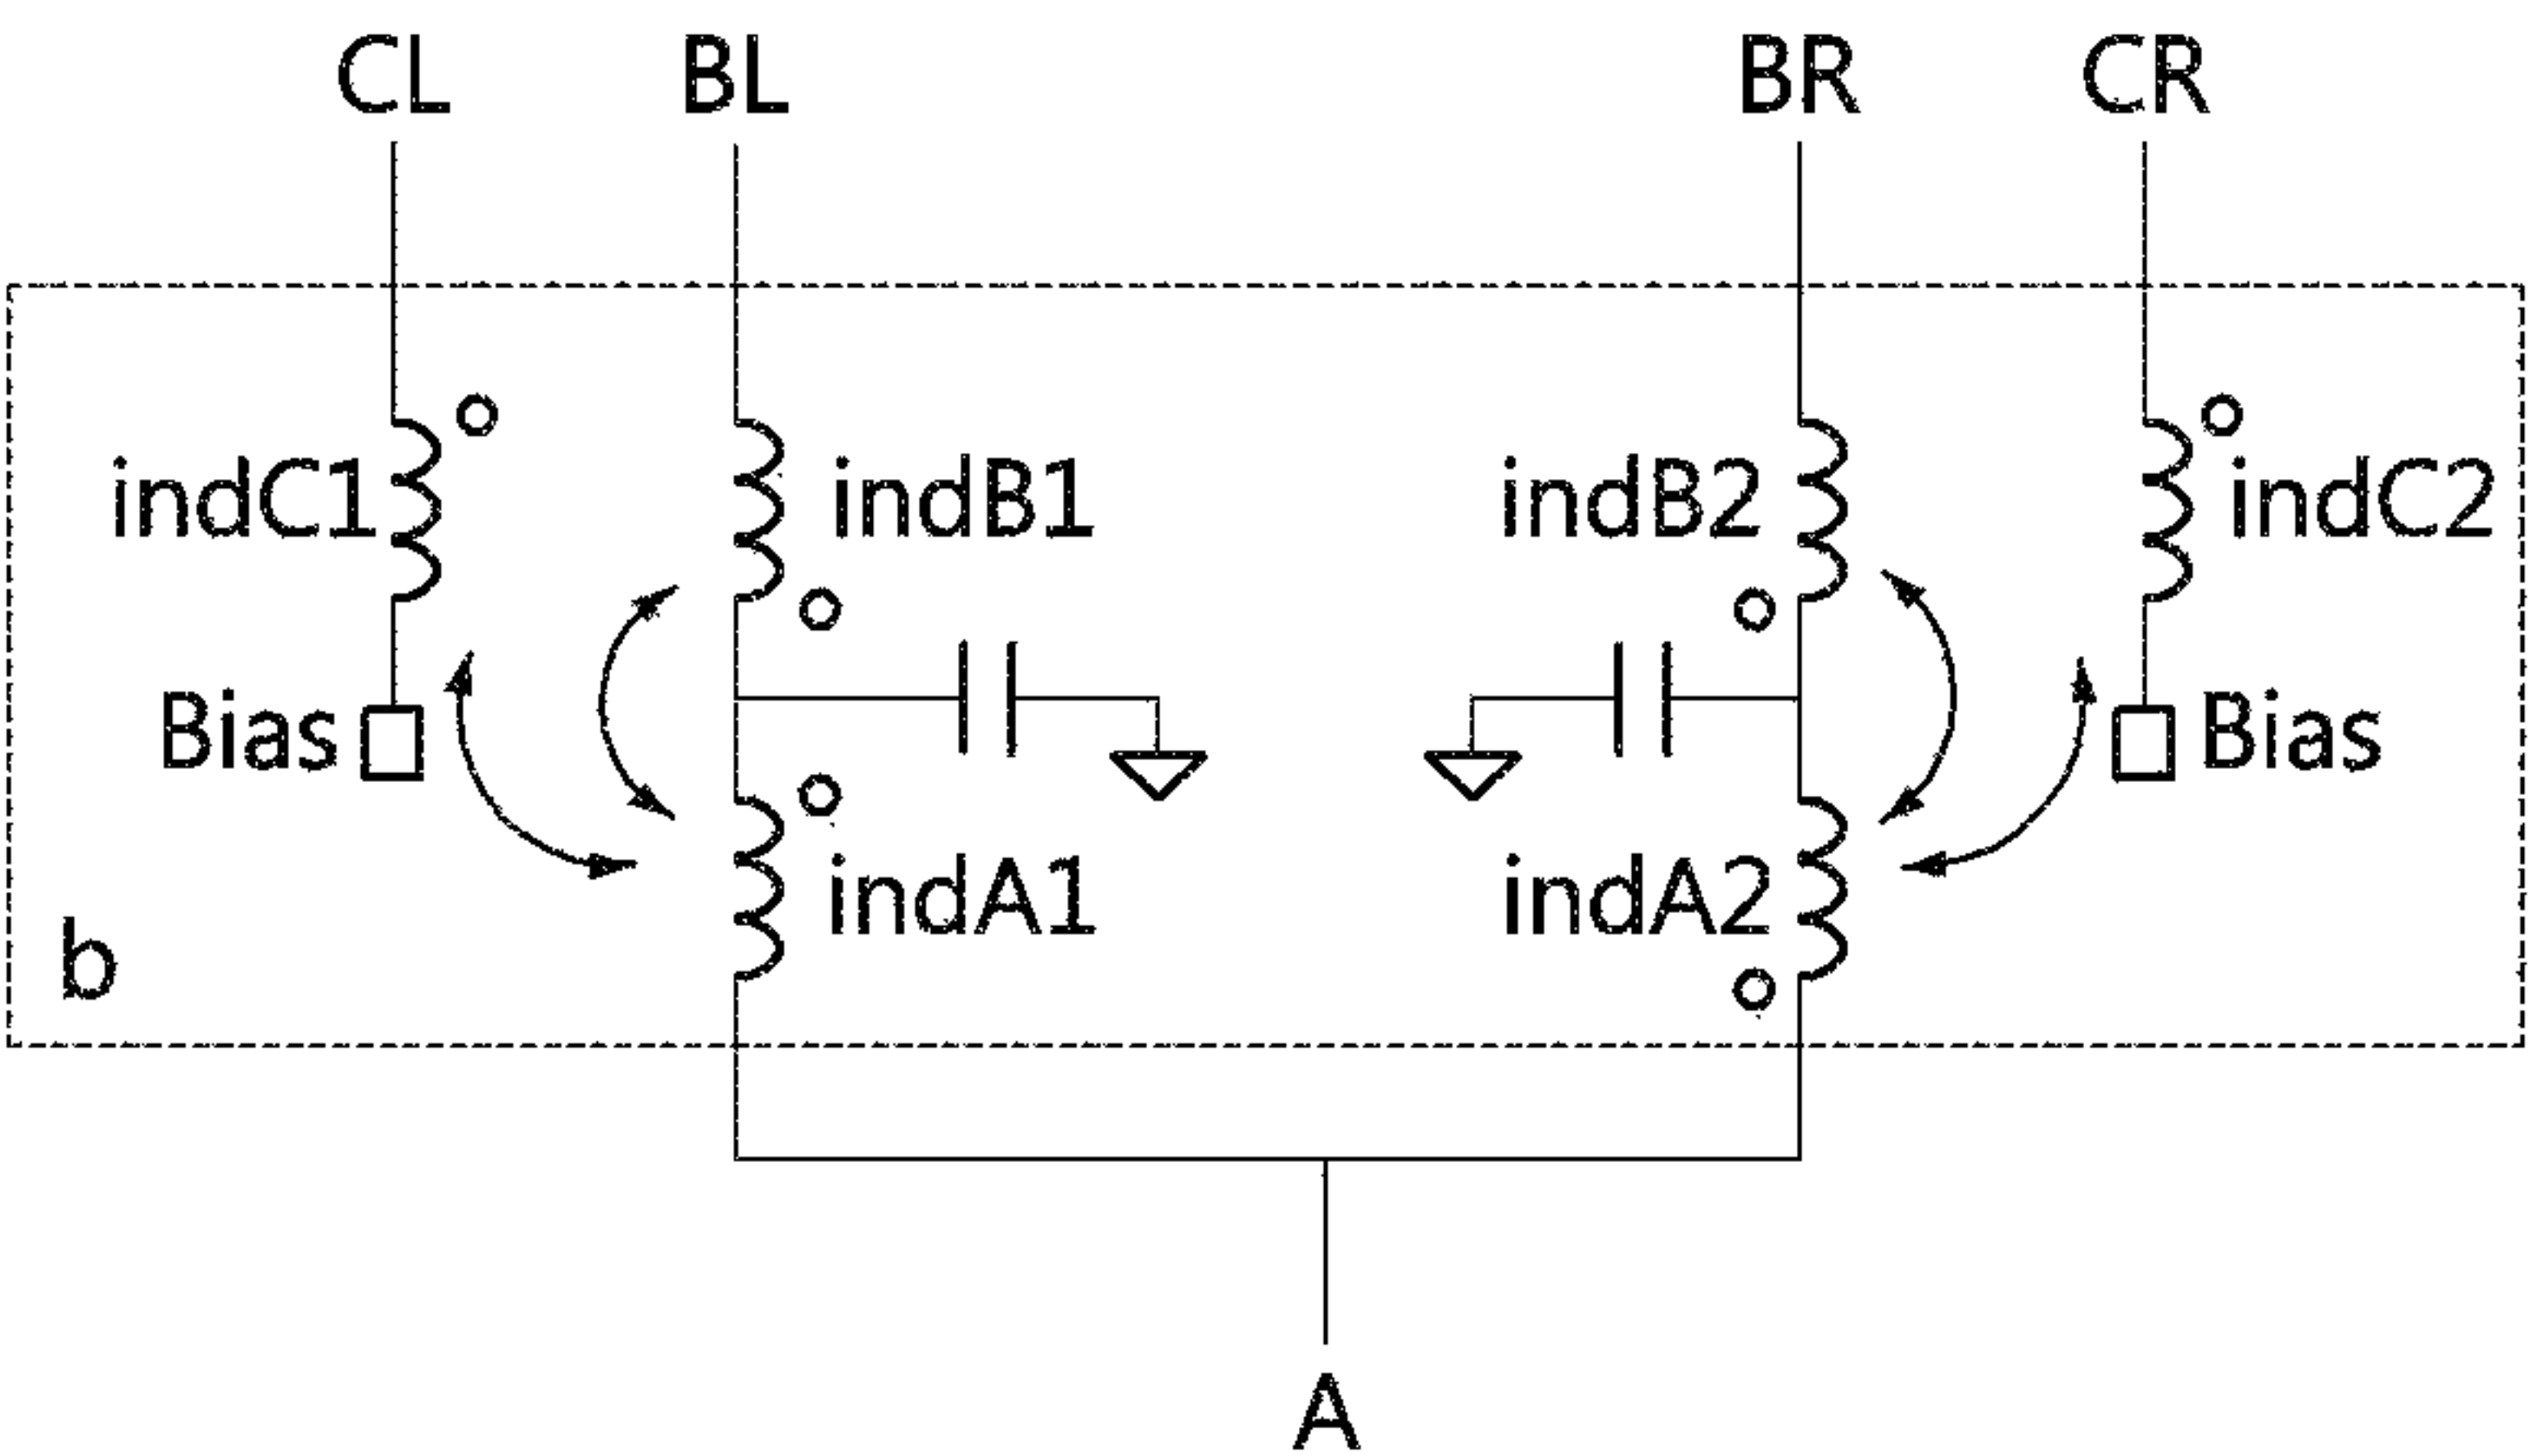 CL BL BR CR
indC1 indB1 indB2 indC2
Bias Bias
indA1 indA2
b
A